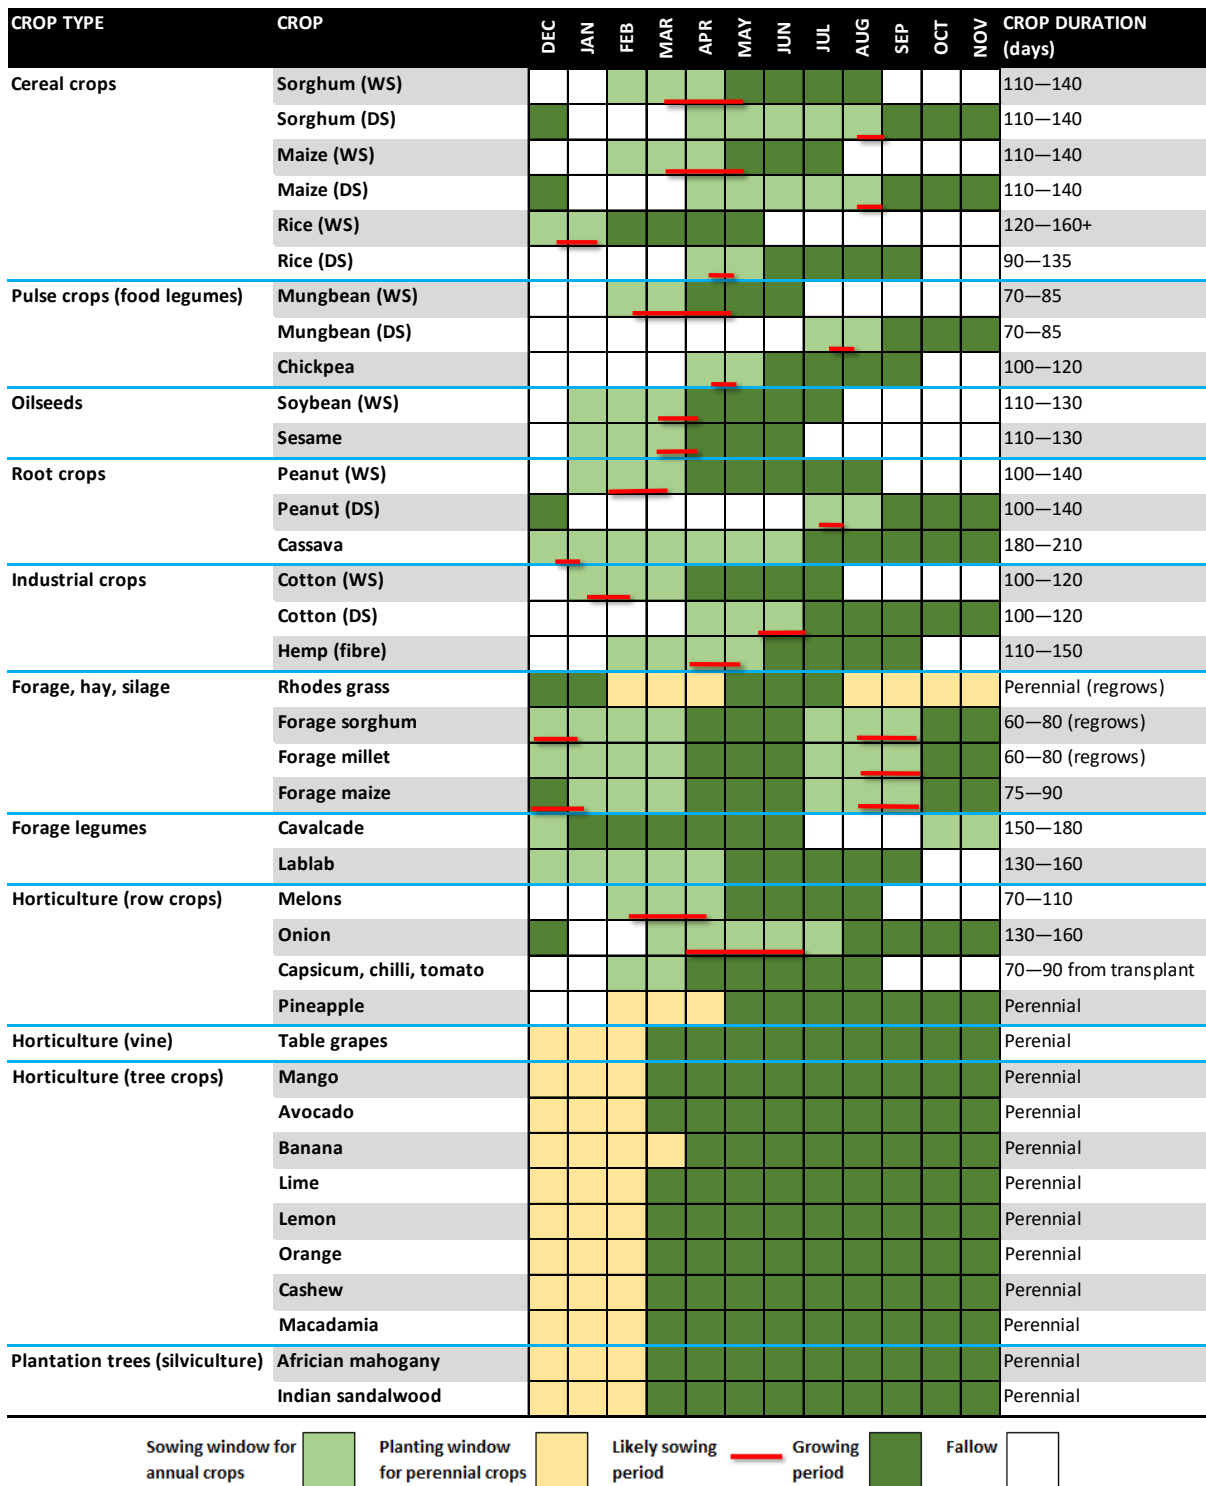 CROP TYPE CROP DEC JAN FEB MAR APR MAY JUN JUL AUG SEP OCT NOV CROP DURATION
(days)
Cereal crops Sorghum (WS) 110—140
Sorghum (DS) 110—140
Maize (WS) 110—140
Maize (DS) 110—140
Rice (WS) 120—160+
Rice (DS) 90—135
Pulse crops (food legumes) Mungbean (WS) 70—85
Mungbean (DS) 70—85
Chickpea 100—120
Oilseeds Soybean (WS) 110—130
Sesame 110—130
Root crops Peanut (WS) 100—140
Peanut (DS) 100—140
Cassava 180—210
Industrial crops Cotton (WS) 100—120
Cotton (DS) 100—120
Hemp (fibre) 110—150
Forage, hay, silage Rhodes grass Perennial (regrows)
Forage sorghum 60—80 (regrows)
Forage millet 60—80 (regrows)
Forage maize 75—90
Forage legumes Cavalcade 150—180
Lablab 130—160
Horticulture (row crops) Melons 70—110
Onion 130—160
Capsicum, chilli, tomato 70—90 from transplant
Pineapple Perennial
Horticulture (vine) Table grapes Perenial
Horticulture (tree crops) Mango Perennial
Avocado Perennial
Banana Perennial
Lime Perennial
Lemon Perennial
Orange Perennial
Cashew Perennial
Macadamia Perennial
Plantation trees (silviculture) Africian mahogany Perennial
Indian sandalwood Perennial
Sowing window for Planting window Likely sowing Growing Fallow
annual crops for perennial crops period period